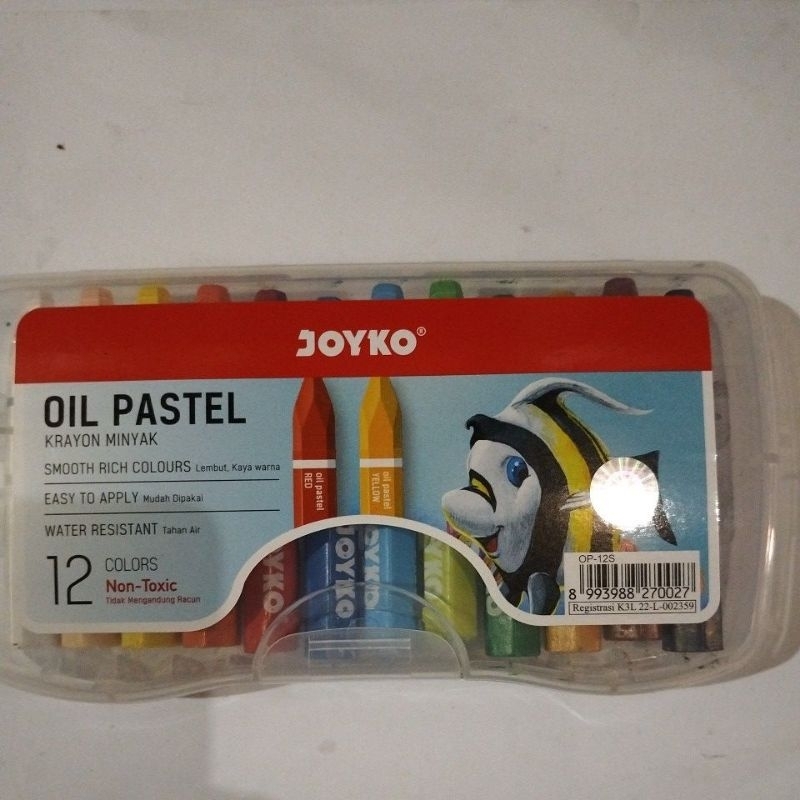 JOYKO®
OIL PASTEL
KRAYON MINYAK
SMOOTH RICH COLOURS Lembut, Kaya warna
EASY TO APPLY Mudah Dipakai
WATER RESISTANT Tahan Air
12 COLORS
Non-Toxic
Tidak Mengandung Racun
oil pastel
RED
oil pastel
YELLOW
JOYKO
JOYKO
JOYKO
OP-12S
8 993988 270027
Registrasi K3L 22-L-002359